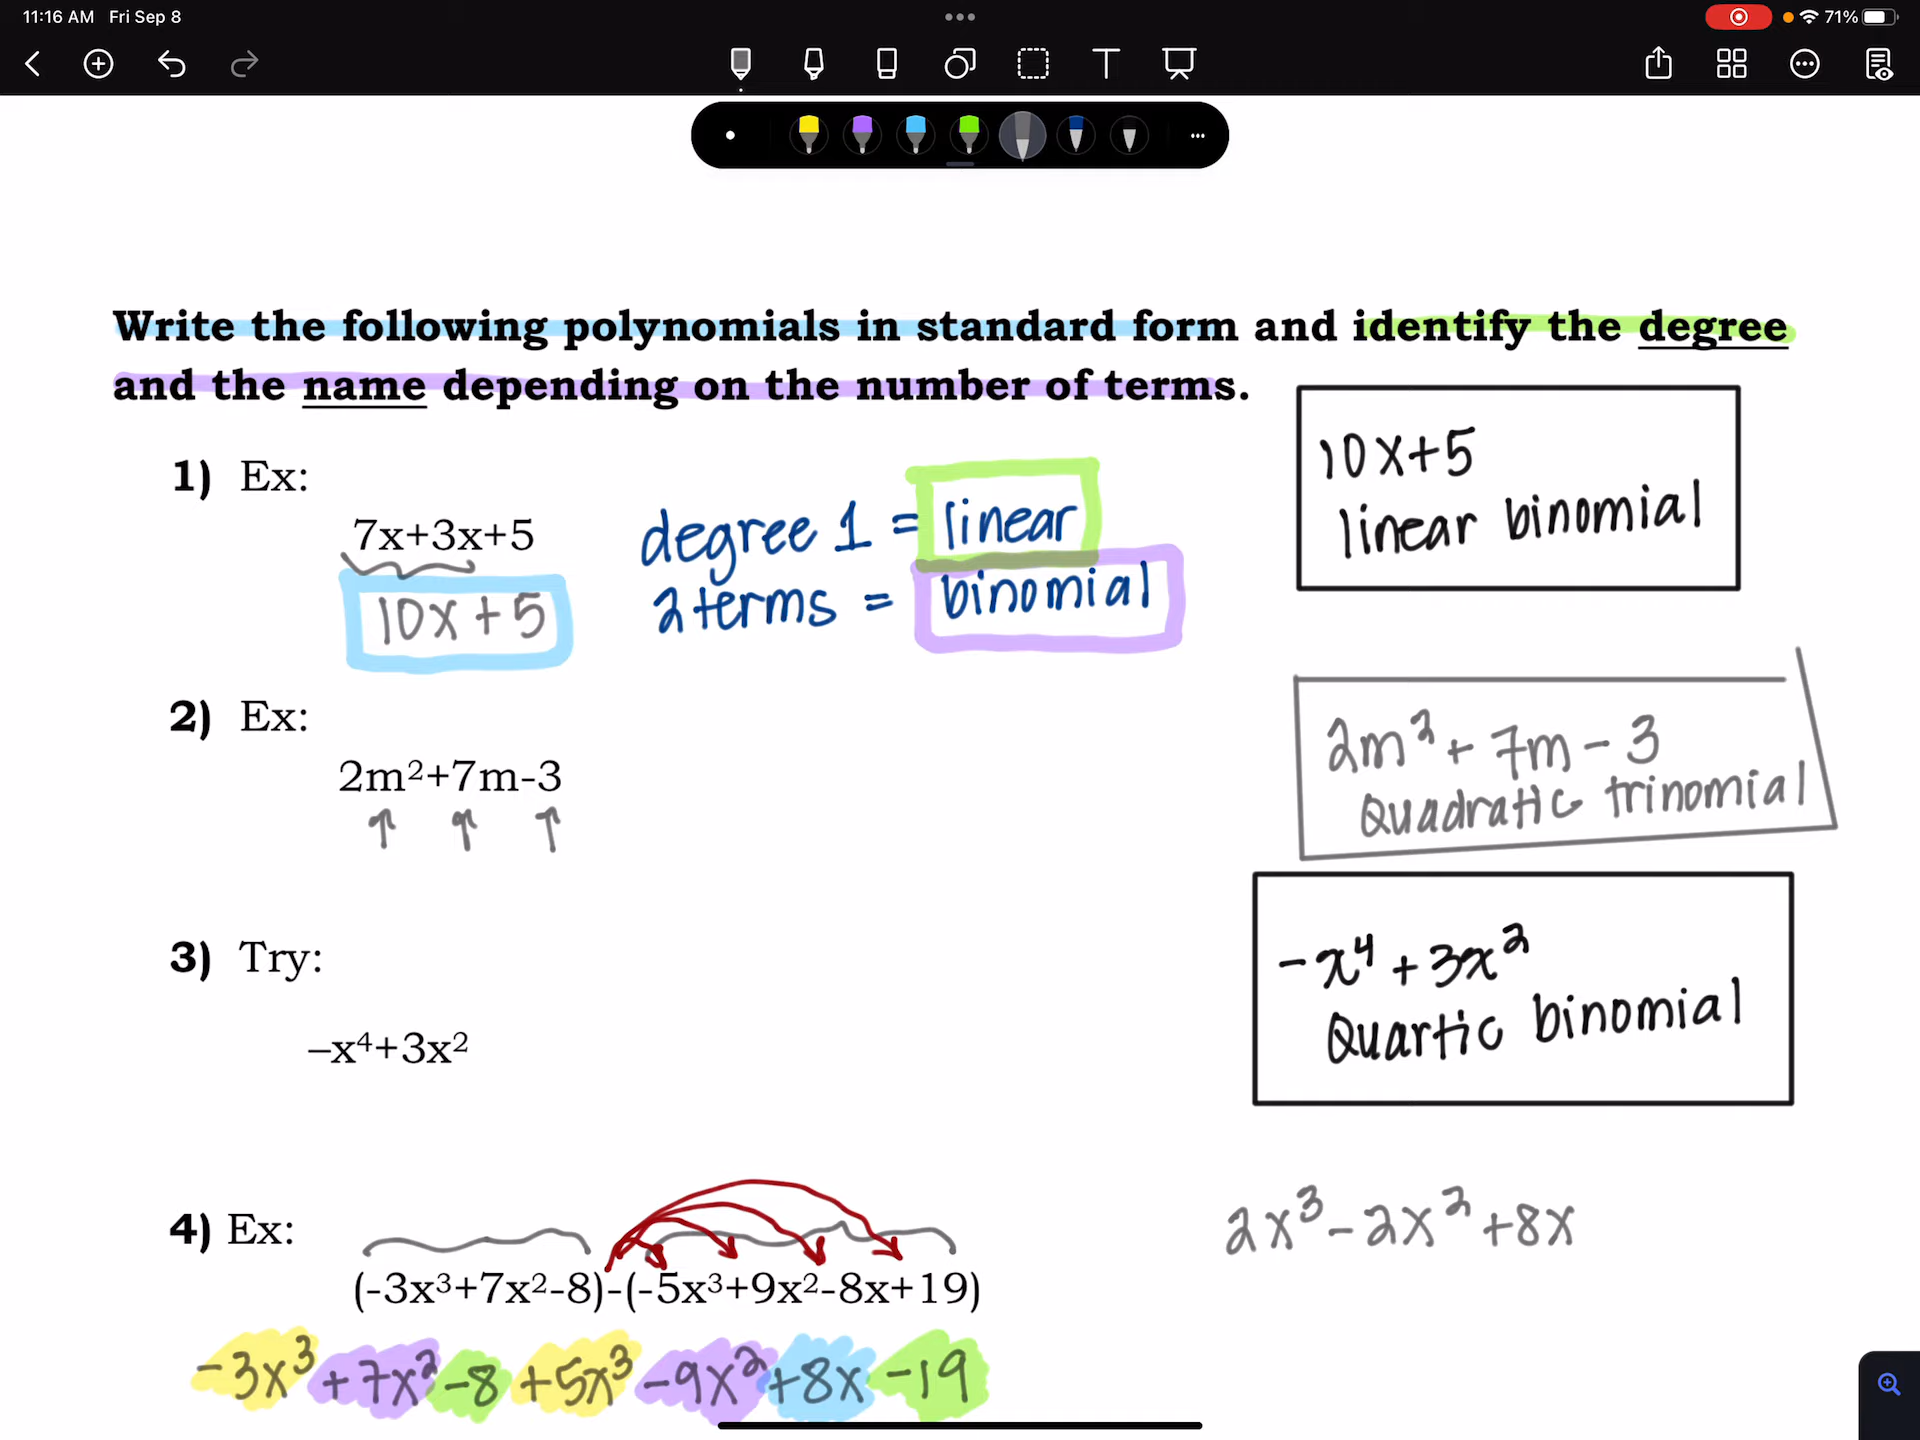 11:16 AM Fri Sep 8
71%
Write the following polynomials in standard form and identify the degree
and the name depending on the number of terms.
1) Ex:
7x+3x+5
10x + 5
degree 1 = linear
2 terms = binomial
10x+5
linear binomial
2) Ex:
2m²+7m-3
2m² + 7m - 3
Quadratic trinomial
3) Try:
–x⁴+3x²
-x⁴ + 3x²
Quartic binomial
4) Ex:
(-3x³+7x²-8)-(-5x³+9x²-8x+19)
-3x³ +7x² -8 +5x³ -9x² +8x -19
2x³ - 2x² + 8x